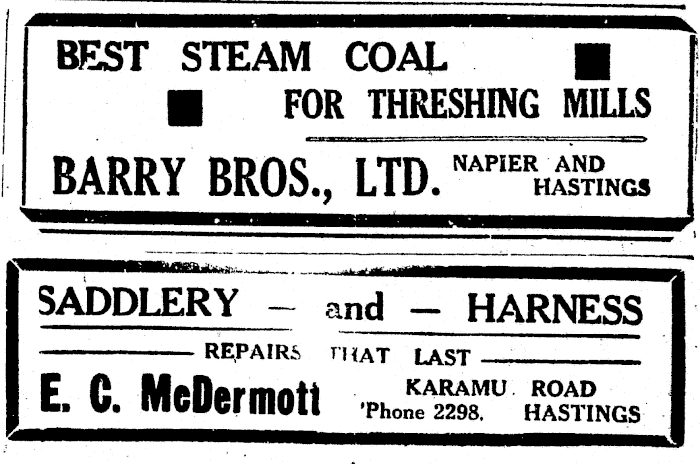 BEST STEAM COAL
FOR THRESHING MILLS
BARRY BROS., LTD. NAPIER AND
HASTINGS
SADDLERY — and — HARNESS
REPAIRS THAT LAST
E. C. McDermott KARAMU ROAD
'Phone 2298. HASTINGS